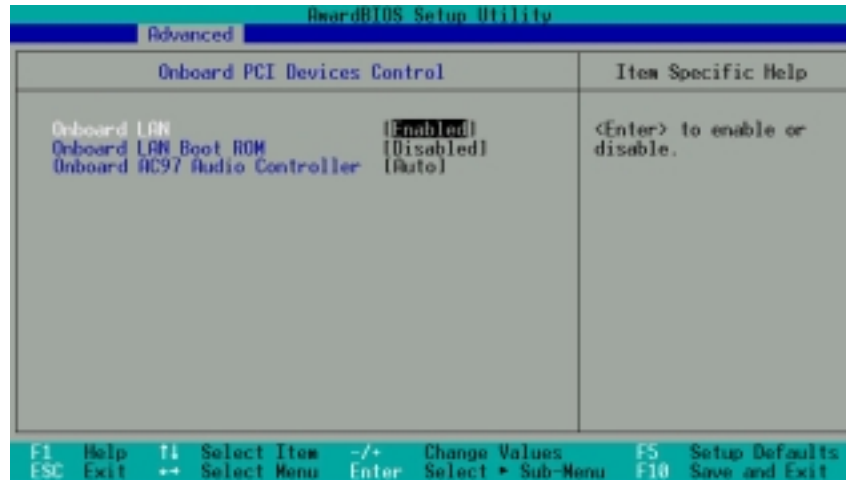 AwardBIOS Setup Utility
Advanced
Onboard PCI Devices Control
Item Specific Help
Onboard LAN [Enabled]
Onboard LAN Boot ROM [Disabled]
Onboard AC97 Audio Controller [Auto]
<Enter> to enable or
disable.
F1 Help ↑↓ Select Item -/+ Change Values F5 Setup Defaults
ESC Exit ←→ Select Menu Enter Select ▸ Sub-Menu F10 Save and Exit